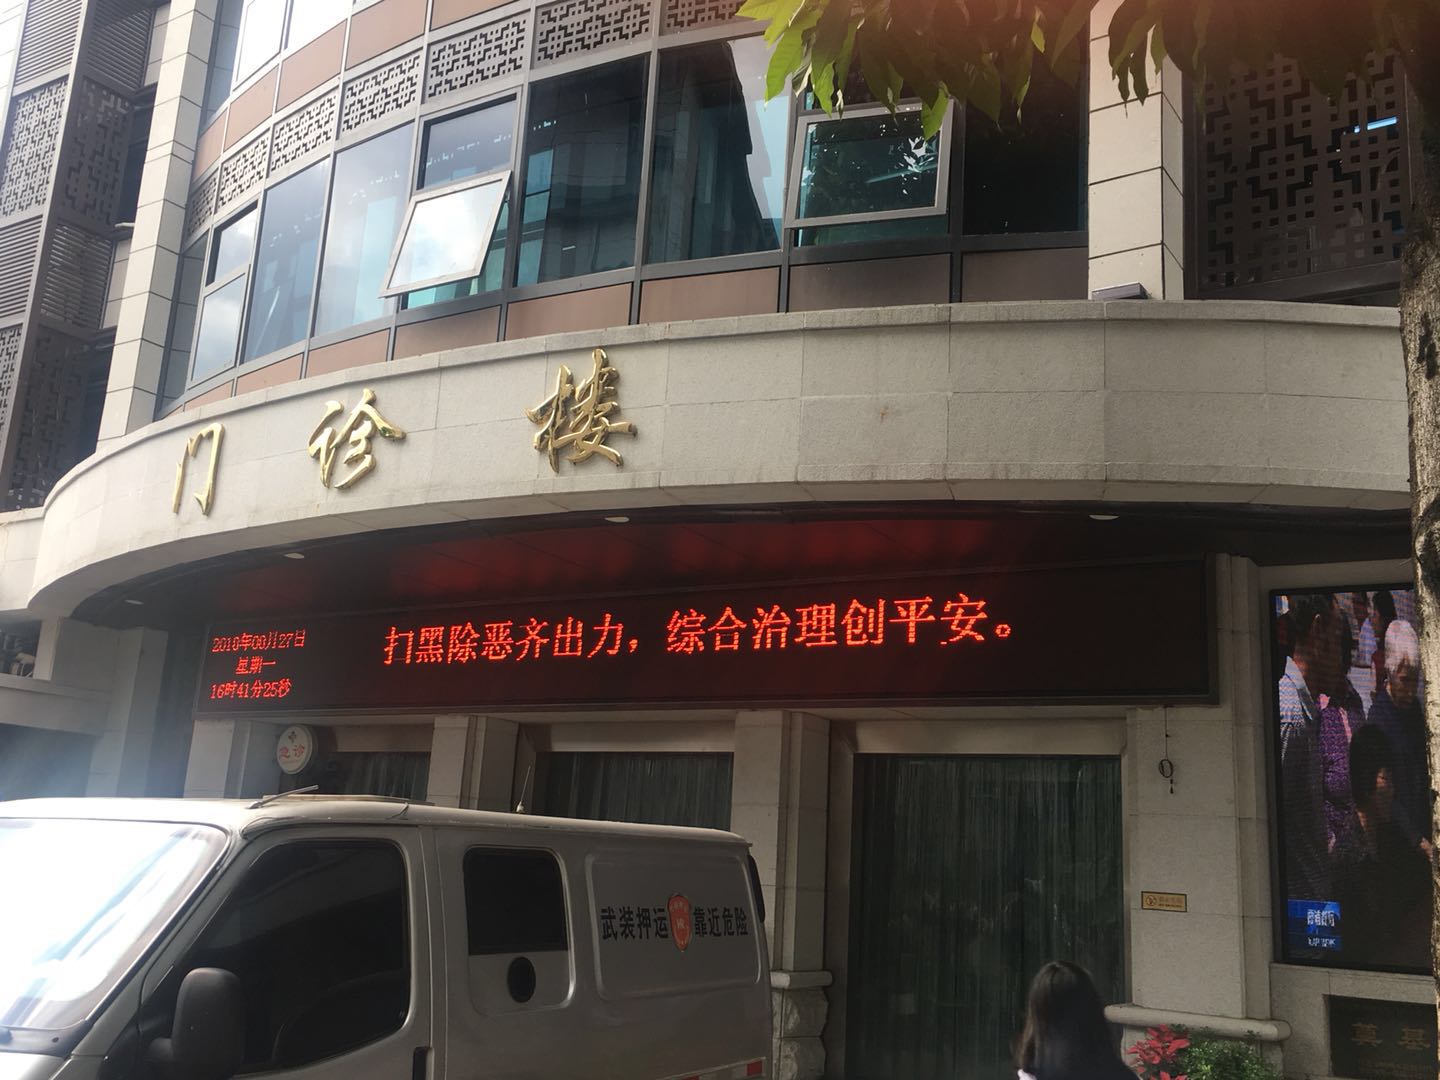 门诊楼
2018年08月27日
星期一
16时41分25秒
扫黑除恶齐出力，综合治理创平安。
急诊
武装押运 靠近危险
奠基